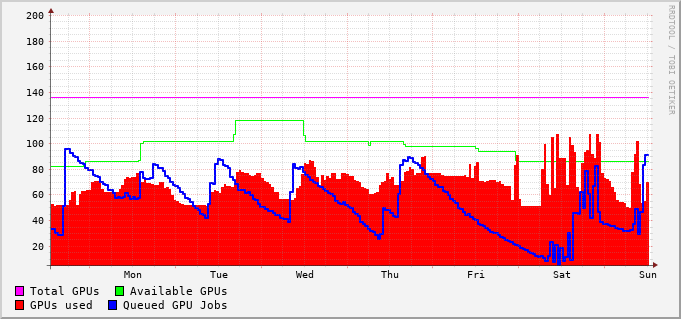 200
180
160
140
120
100
80
60
40
20
Mon Tue Wed Thu Fri Sat Sun
Total GPUs Available GPUs
GPUs used Queued GPU Jobs
RRDTOOL / TOBI OETIKER